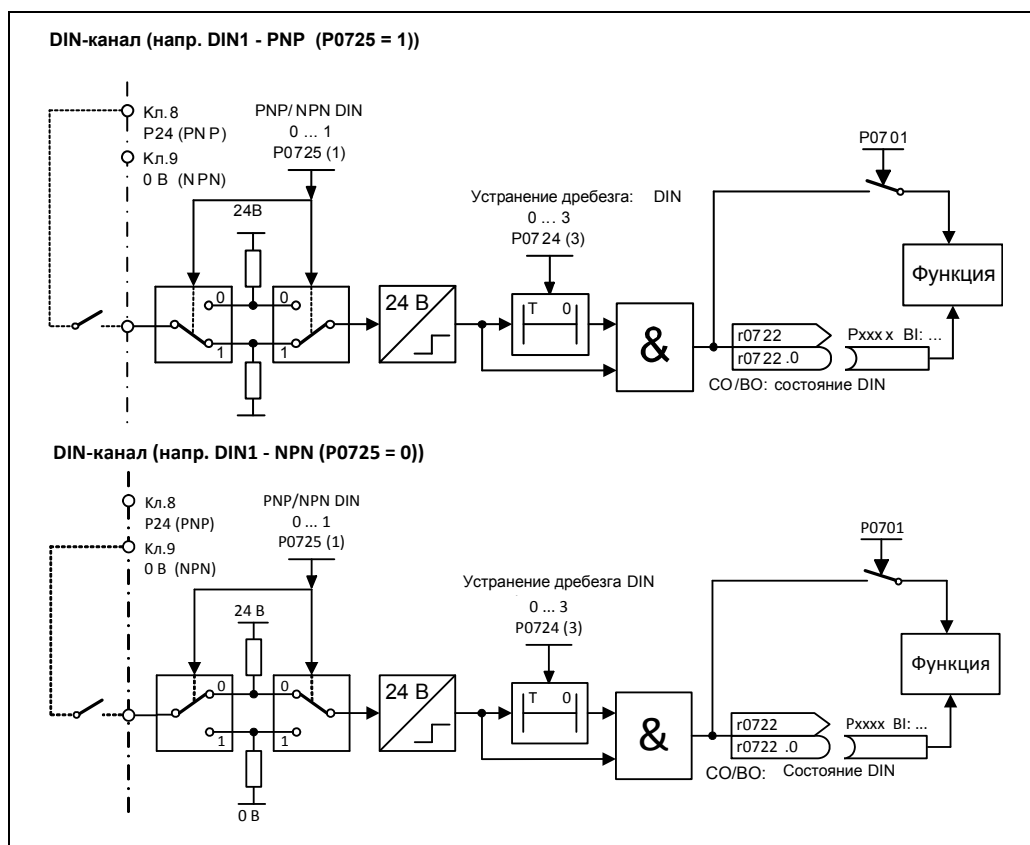 DIN-канал (напр. DIN1 - PNP (P0725 = 1))
Кл.8
P24 (PNP)
Кл.9
0 В (NPN)
PNP/NPN DIN
0 ... 1
P0725 (1)
24В
0
0
1
1
24 В
Устранение дребезга: DIN
0 ... 3
P0724 (3)
T 0
&
P0701
Функция
r0722
r0722 .0
Pxxxx BI: ...
CO/BO: состояние DIN
DIN-канал (напр. DIN1 - NPN (P0725 = 0))
Кл.8
P24 (PNP)
Кл.9
0 В (NPN)
PNP/NPN DIN
0 ... 1
P0725 (1)
24 В
0
0
1
1
0 В
24 В
Устранение дребезга DIN
0 ... 3
P0724 (3)
T 0
&
P0701
Функция
r0722
r0722 .0
Pxxxx BI: ...
CO/BO: Состояние DIN